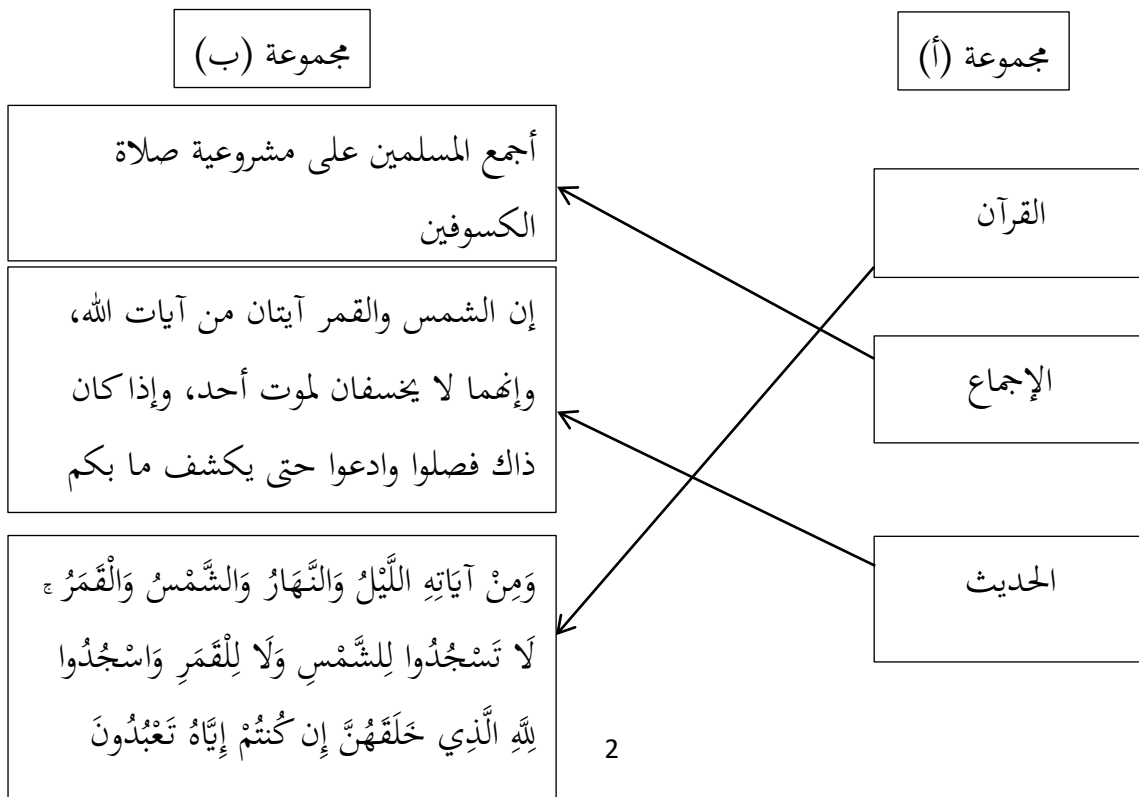 مجموعة (أ)
مجموعة (ب)
القرآن
الإجماع
الحديث
أجمع المسلمين على مشروعية صلاة
الكسوفين
إن الشمس والقمر آيتان من آيات الله،
وإنهما لا يخسفان لموت أحد، وإذا كان
ذاك فصلوا وادعوا حتى يكشف ما بكم
وَمِنْ آيَاتِهِ اللَّيْلُ وَالنَّهَارُ وَالشَّمْسُ وَالْقَمَرُ ۚ
لَا تَسْجُدُوا لِلشَّمْسِ وَلَا لِلْقَمَرِ وَاسْجُدُوا
لِلَّهِ الَّذِي خَلَقَهُنَّ إِن كُنتُمْ إِيَّاهُ تَعْبُدُونَ
2